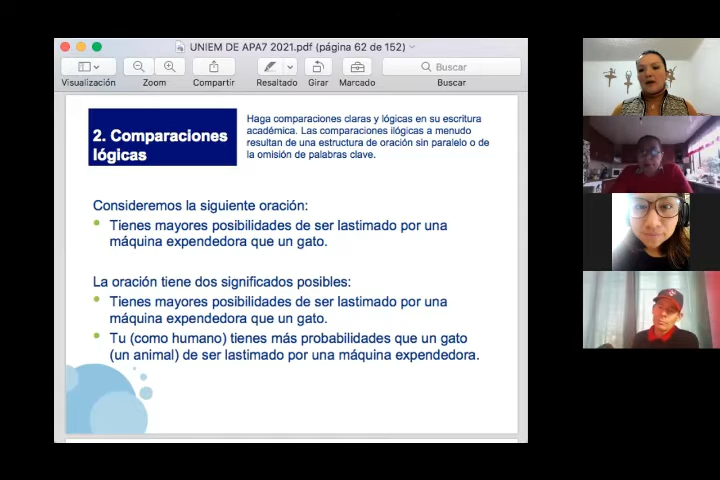 UNIEM DE APA7 2021.pdf (página 62 de 152)
Buscar
Visualización Zoom Compartir Resaltado Girar Marcado Buscar
2. Comparaciones
lógicas
Haga comparaciones claras y lógicas en su escritura
académica. Las comparaciones ilógicas a menudo
resultan de una estructura de oración sin paralelo o de
la omisión de palabras clave.
Consideremos la siguiente oración:
Tienes mayores posibilidades de ser lastimado por una
máquina expendedora que un gato.
La oración tiene dos significados posibles:
Tienes mayores posibilidades de ser lastimado por una
máquina expendedora que un gato.
Tu (como humano) tienes más probabilidades que un gato
(un animal) de ser lastimado por una máquina expendedora.